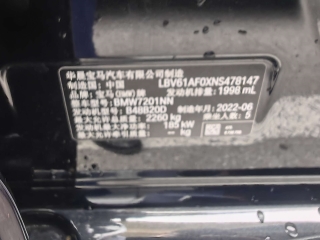 华晨宝马汽车有限公司制造
制造国：中国 LBV61AF0XNS478147
品牌：宝马(BMW)牌 发动机排量：1998 mL
整车型号：BMW7201NN
发动机型号：B48B20D 制造年月：2022-06
最大允许总质量：2260 kg 乘坐人数：5
发动机最大净功率：185 kW
-- kg